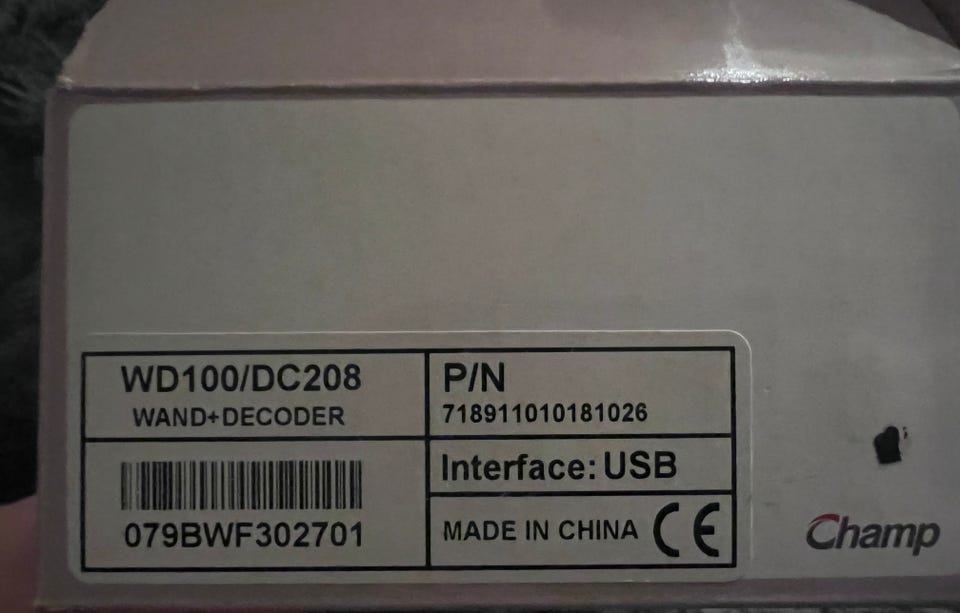 WD100/DC208
WAND+DECODER
P/N
718911010181026
Interface: USB
079BWF302701
MADE IN CHINA CE
Champ